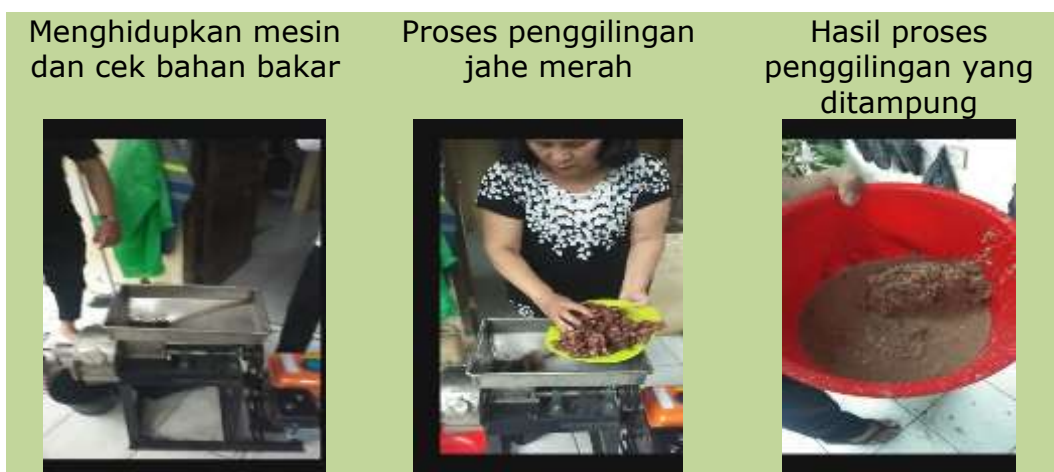 Menghidupkan mesin
dan cek bahan bakar
Proses penggilingan
jahe merah
Hasil proses
penggilingan yang
ditampung